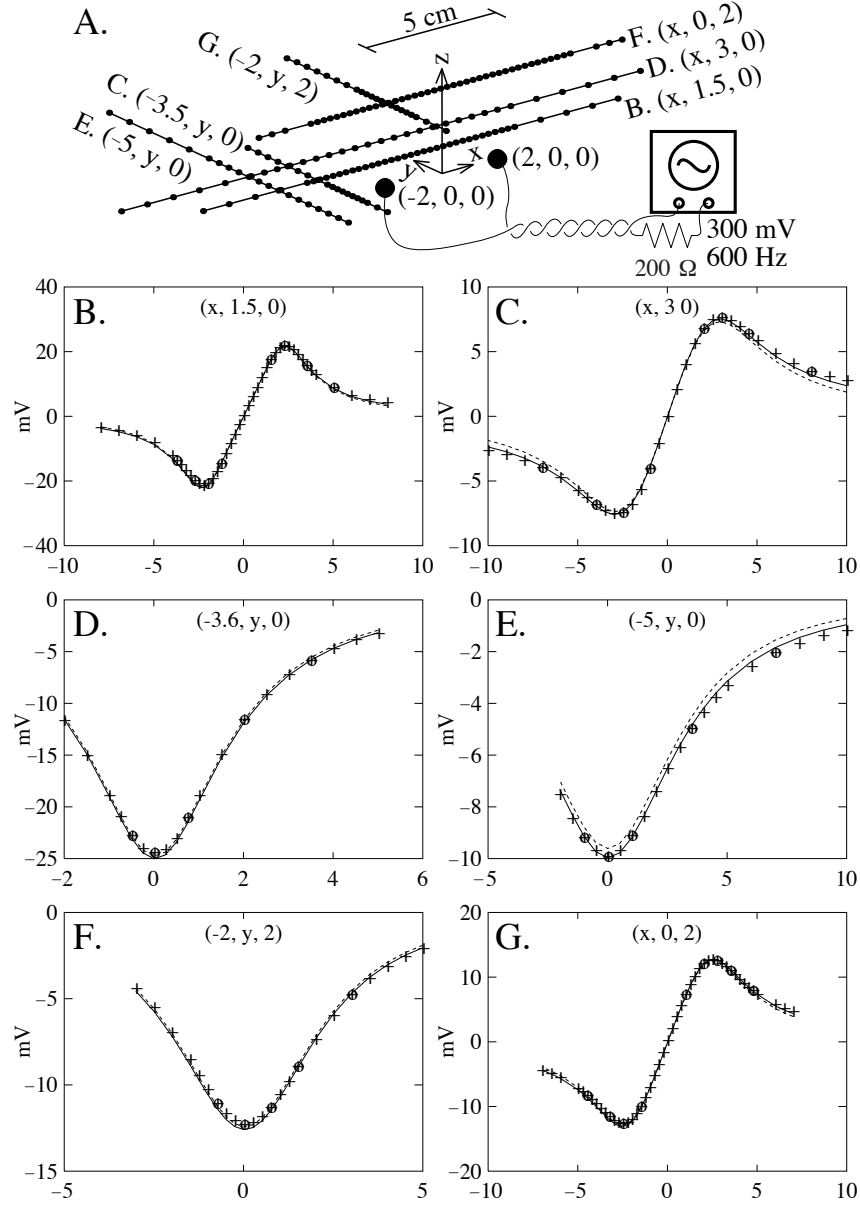 A.
5 cm
G. (-2, y, 2)
C. (-3.5, y, 0)
E. (-5, y, 0)
F. (x, 0, 2)
D. (x, 3, 0)
B. (x, 1.5, 0)
z
y
x
(2, 0, 0)
(-2, 0, 0)
300 mV
200 Ω
600 Hz
B.
(x, 1.5, 0)
mV
40
20
0
−20
−40
−10
-5
0
5
10
C.
(x, 3 0)
mV
10
5
0
−5
−10
−10
−5
0
5
10
D.
(-3.6, y, 0)
mV
0
−5
−10
−15
−20
−25
−2
0
2
4
6
E.
(-5, y, 0)
mV
0
−2
−4
−6
−8
−10
−5
0
5
10
F.
(-2, y, 2)
mV
0
−5
−10
−15
−5
0
5
G.
(x, 0, 2)
mV
20
10
0
−10
−20
−10
−5
0
5
10